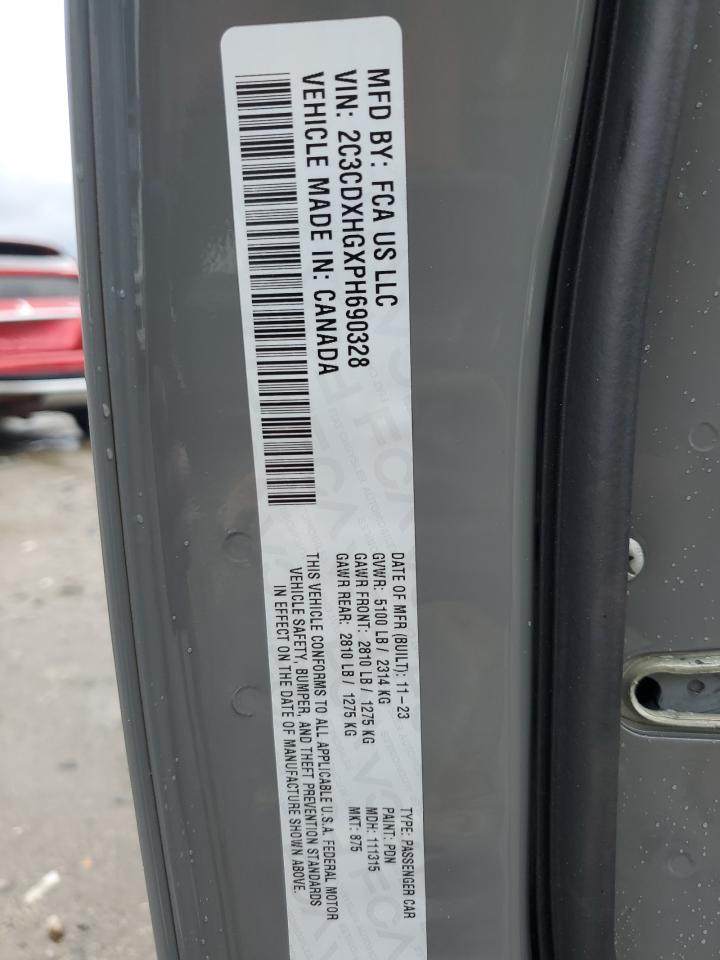 MFD BY: FCA US LLC
VIN: 2C3CDXHGXPH690328
VEHICLE MADE IN: CANADA
DATE OF MFR (BUILT): 11-23
GVWR: 5100 LB / 2314 KG
GAWR FRONT: 2810 LB / 1275 KG
GAWR REAR: 2810 LB / 1275 KG
THIS VEHICLE CONFORMS TO ALL APPLICABLE U.S.A. FEDERAL MOTOR
VEHICLE SAFETY, BUMPER, AND THEFT PREVENTION STANDARDS
IN EFFECT ON THE DATE OF MANUFACTURE SHOWN ABOVE.
TYPE: PASSENGER CAR
PAINT: PDN
MDH: 111315
MKT: 875